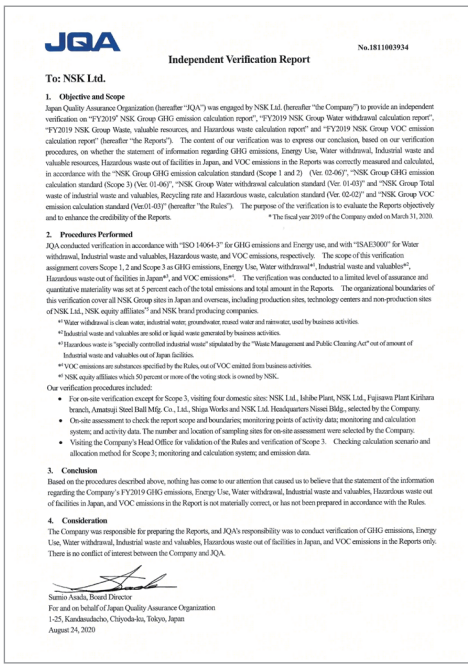 JQA
No.1811003934
Independent Verification Report
To: NSK Ltd.
1. Objective and Scope
Japan Quality Assurance Organization (hereafter "JQA") was engaged by NSK Ltd. (hereafter "the Company") to provide an independent
verification on "FY2019* NSK Group GHG emission calculation report", "FY2019 NSK Group Water withdrawal calculation report",
"FY2019 NSK Group Waste, valuable resources, and Hazardous waste calculation report" and "FY2019 NSK Group VOC emission
calculation report" (hereafter "the Reports"). The content of our verification was to express our conclusion, based on our verification
procedures, on whether the statement of information regarding GHG emissions, Energy Use, Water withdrawal, Industrial waste and
valuable resources, Hazardous waste out of facilities in Japan, and VOC emissions in the Reports was correctly measured and calculated,
in accordance with the "NSK Group GHG emission calculation standard (Scope 1 and 2) (Ver. 02-06)", "NSK Group GHG emission
calculation standard (Scope 3) (Ver. 01-06)", "NSK Group Water withdrawal calculation standard (Ver. 01-03)" and "NSK Group Total
waste of industrial waste and valuables, Recycling rate and Hazardous waste, calculation standard (Ver. 02-02)" and "NSK Group VOC
emission calculation standard (Ver.01-03)" (hereafter "the Rules"). The purpose of the verification is to evaluate the Reports objectively
and to enhance the credibility of the Reports. * The fiscal year 2019 of the Company ended on March 31, 2020.
2. Procedures Performed
JQA conducted verification in accordance with "ISO 14064-3" for GHG emissions and Energy use, and with "ISAE3000" for Water
withdrawal, Industrial waste and valuables, Hazardous waste, and VOC emissions, respectively. The scope of this verification
assignment covers Scope 1, 2 and Scope 3 as GHG emissions, Energy Use, Water withdrawal*1, Industrial waste and valuables*2,
Hazardous waste out of facilities in Japan*3, and VOC emissions*4. The verification was conducted to a limited level of assurance and
quantitative materiality was set at 5 percent each of the total emissions and total amount in the Reports. The organizational boundaries of
this verification cover all NSK Group sites in Japan and overseas, including production sites, technology centers and non-production sites
of NSK Ltd., NSK equity affiliates*5 and NSK brand producing companies.
*1 Water withdrawal is clean water, industrial water, groundwater, reused water and rainwater, used by business activities.
*2 Industrial waste and valuables are solid or liquid waste generated by business activities.
*3 Hazardous waste is "specially controlled industrial waste" stipulated by the "Waste Management and Public Cleaning Act" out of amount of
Industrial waste and valuables out of Japan facilities.
*4 VOC emissions are substances specified by the Rules, out of VOC emitted from business activities.
*5 NSK equity affiliates which 50 percent or more of the voting stock is owned by NSK.
Our verification procedures included:
• For on-site verification except for Scope 3, visiting four domestic sites: NSK Ltd., Ishibe Plant, NSK Ltd., Fujisawa Plant Kirihara
branch, Amatsuji Steel Ball Mfg. Co., Ltd., Shiga Works and NSK Ltd. Headquarters Nissei Bldg., selected by the Company.
• On-site assessment to check the report scope and boundaries; monitoring points of activity data; monitoring and calculation
system; and activity data. The number and location of sampling sites for on-site assessment were selected by the Company.
• Visiting the Company's Head Office for validation of the Rules and verification of Scope 3. Checking calculation scenario and
allocation method for Scope 3; monitoring and calculation system; and emission data.
3. Conclusion
Based on the procedures described above, nothing has come to our attention that caused us to believe that the statement of the information
regarding the Company's FY2019 GHG emissions, Energy Use, Water withdrawal, Industrial waste and valuables, Hazardous waste out
of facilities in Japan, and VOC emissions in the Report is not materially correct, or has not been prepared in accordance with the Rules.
4. Consideration
The Company was responsible for preparing the Reports, and JQA's responsibility was to conduct verification of GHG emissions, Energy
Use, Water withdrawal, Industrial waste and valuables, Hazardous waste out of facilities in Japan, and VOC emissions in the Reports only.
There is no conflict of interest between the Company and JQA.
Sumio Asada, Board Director
For and on behalf of Japan Quality Assurance Organization
1-25, Kandasudacho, Chiyoda-ku, Tokyo, Japan
August 24, 2020